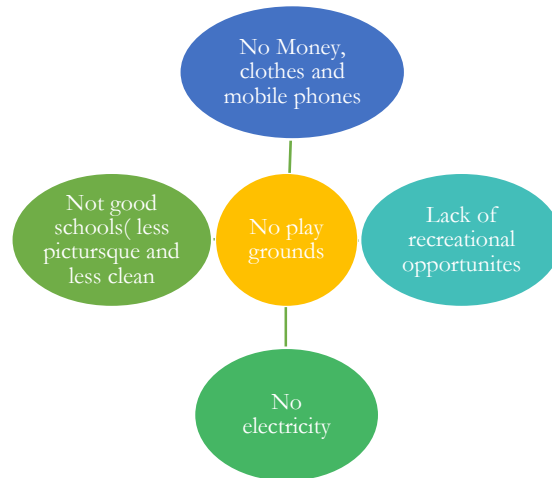 No Money,
clothes and
mobile phones
Not good
schools( less
pictursque and
less clean
No play
grounds
Lack of
recreational
opportunites
No
electricity